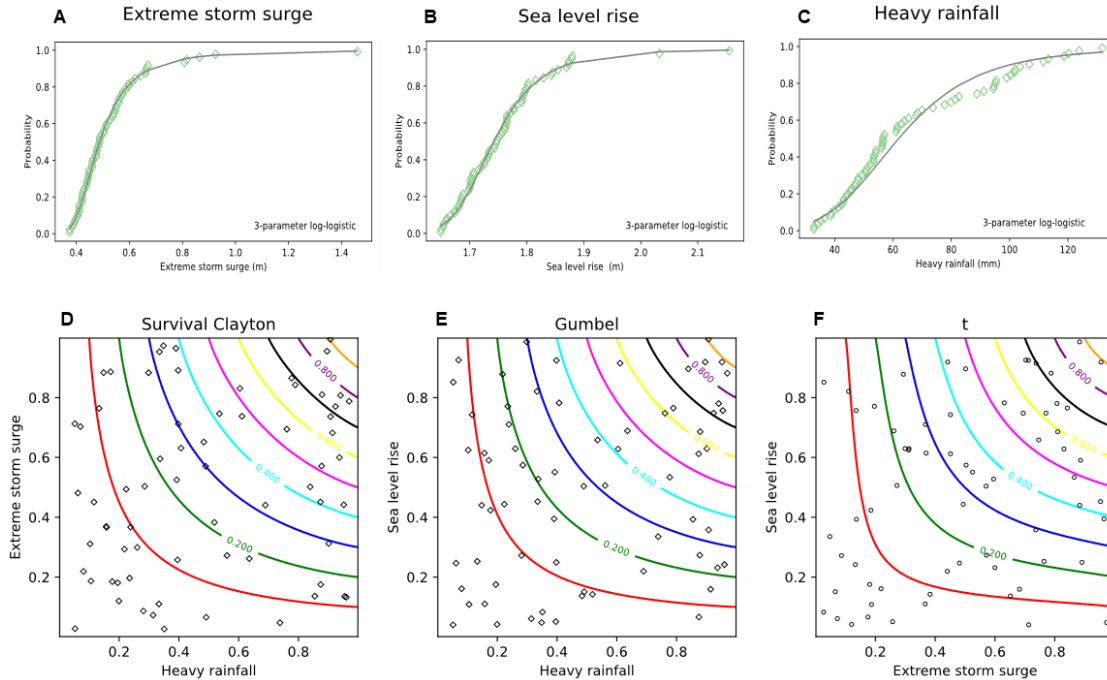 A Extreme storm surge
B Sea level rise
C Heavy rainfall
1.0
0.8
0.6
0.4
0.2
0.0
Probability
3-parameter log-logistic
0.4 0.6 0.8 1.0 1.2 1.4
Extreme storm surge (m)
1.0
0.8
0.6
0.4
0.2
0.0
Probability
3-parameter log-logistic
1.7 1.8 1.9 2.0 2.1
Sea level rise (m)
1.0
0.8
0.6
0.4
0.2
0.0
Probability
3-parameter log-logistic
40 60 80 100 120
Heavy rainfall (mm)
D Survival Clayton
0.8
0.6
0.4
0.2
Extreme storm surge
0.800
0.600
0.400
0.200
0.2 0.4 0.6 0.8
Heavy rainfall
E Gumbel
0.8
0.6
0.4
0.2
Sea level rise
0.800
0.600
0.400
0.200
0.2 0.4 0.6 0.8
Heavy rainfall
F t
0.8
0.6
0.4
0.2
Sea level rise
0.800
0.600
0.400
0.200
0.2 0.4 0.6 0.8
Extreme storm surge